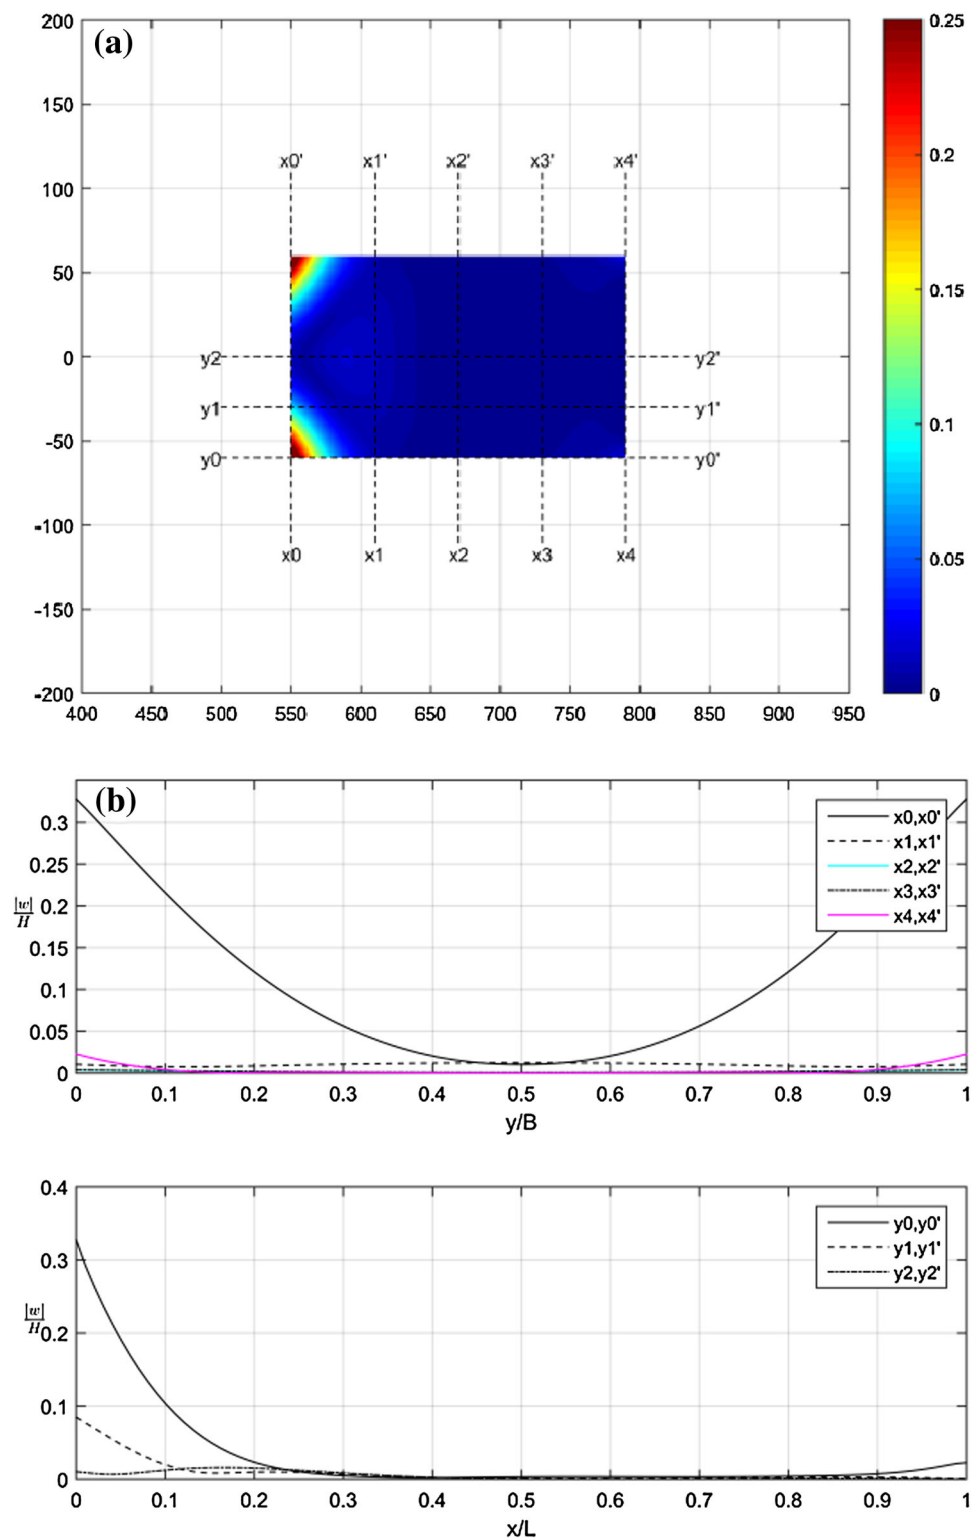 (a)
200
150
100
50
0
-50
-100
-150
-200
400 450 500 550 600 650 700 750 800 850 900 950
x0' x1' x2' x3' x4'
y2 y2'
y1 y1'
y0 y0'
x0 x1 x2 x3 x4
0.25
0.2
0.15
0.1
0.05
0
(b)
0.3
0.25
0.2
0.15
0.1
0.05
0
|w|/H
0 0.1 0.2 0.3 0.4 0.5 0.6 0.7 0.8 0.9 1
y/B
x0,x0'
x1,x1'
x2,x2'
x3,x3'
x4,x4'
0.4
0.3
0.2
0.1
0
|w|/H
0 0.1 0.2 0.3 0.4 0.5 0.6 0.7 0.8 0.9 1
x/L
y0,y0'
y1,y1'
y2,y2'